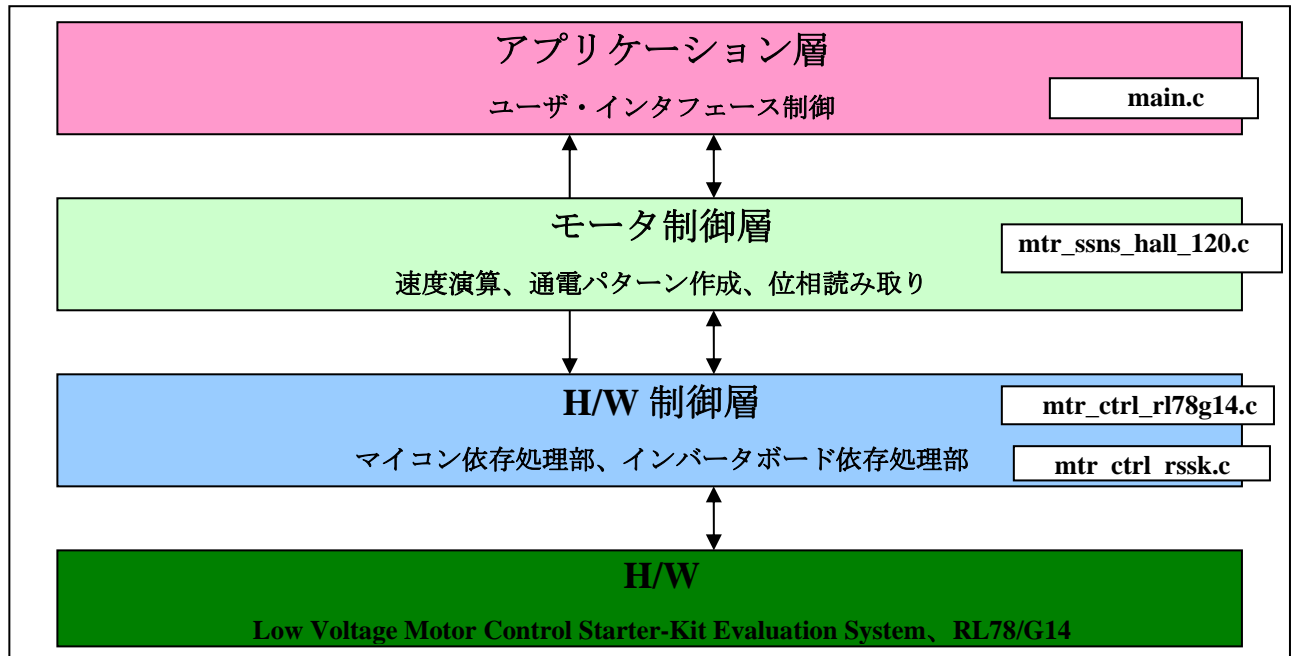 アプリケーション層
ユーザ・インタフェース制御
main.c
モータ制御層
mtr_ssns_hall_120.c
速度演算、通電パターン作成、位相読み取り
H/W 制御層
mtr_ctrl_rl78g14.c
マイコン依存処理部、インバータボード依存処理部
mtr_ctrl_rssk.c
H/W
Low Voltage Motor Control Starter-Kit Evaluation System、RL78/G14